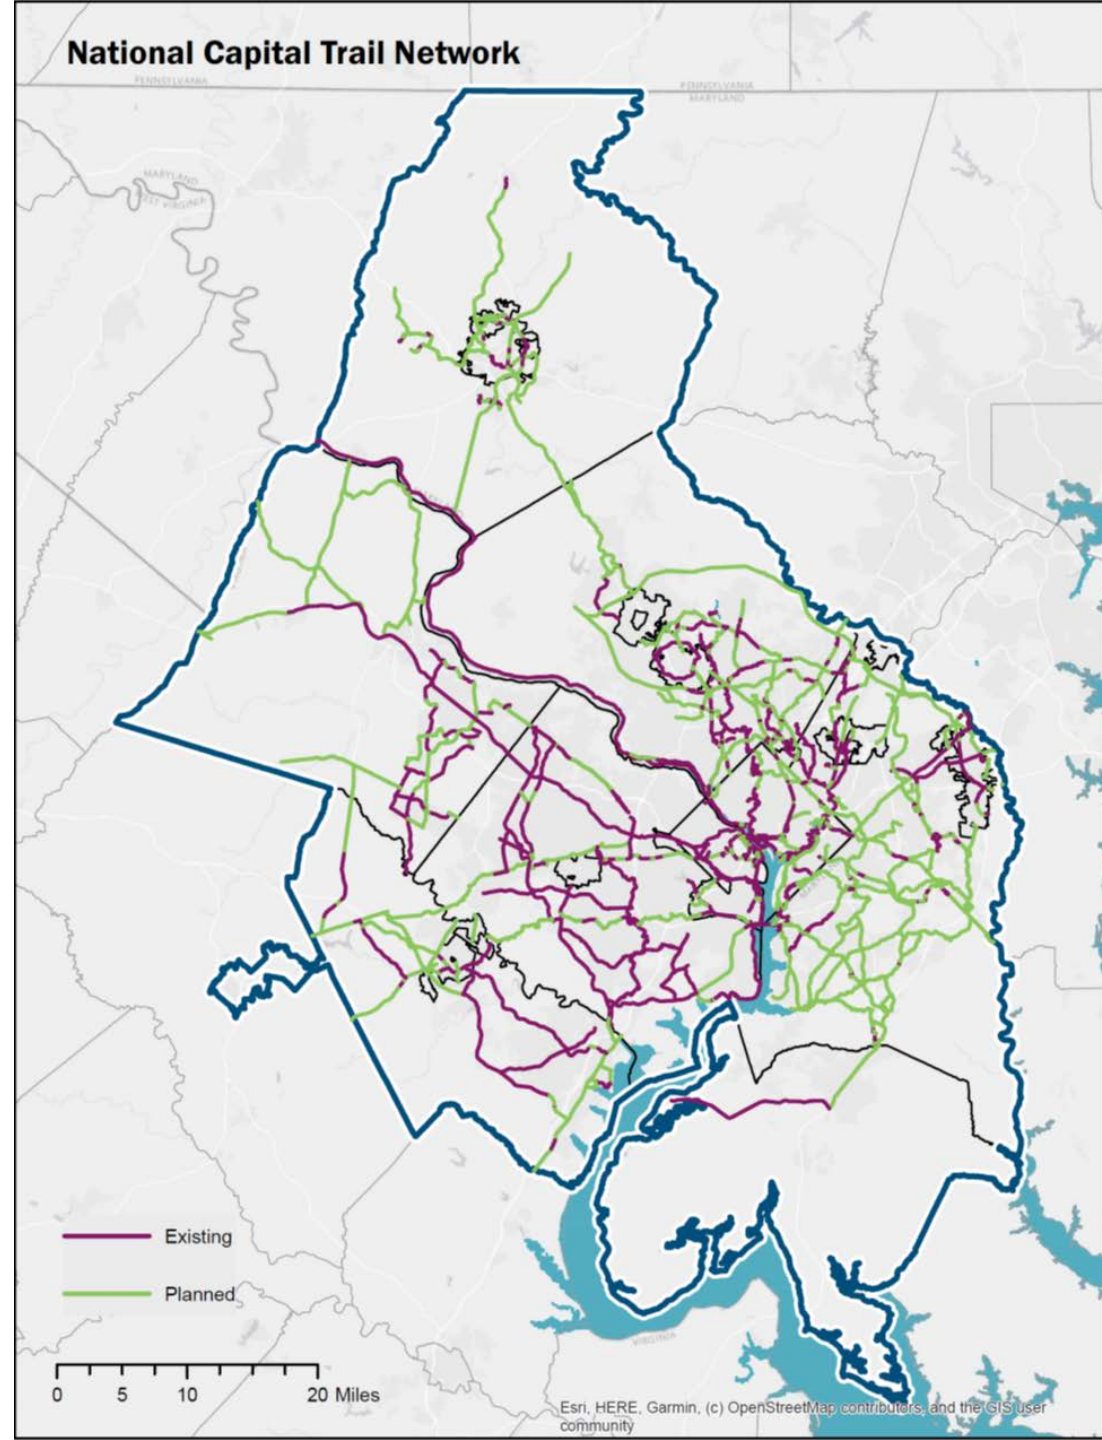 National Capital Trail Network
PENNSYLVANIA
PENNSYLVANIA
MARYLAND
MARYLAND
WEST VIRGINIA
Existing
Planned
VIRGINIA
0 5 10 20 Miles
Esri, HERE, Garmin, (c) OpenStreetMap contributors, and the GIS user
community